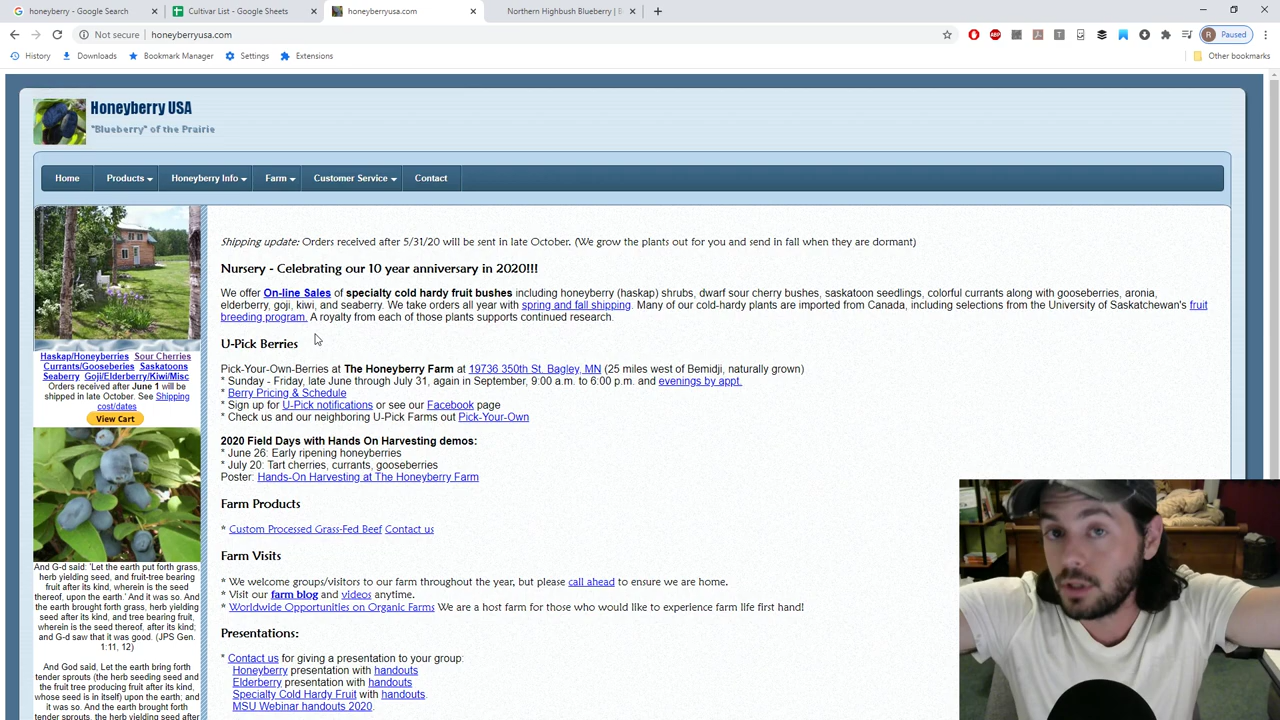 honeyberry - Google Search
Cultivar List - Google Sheets
honeyberryusa.com
Northern Highbush Blueberry | B
Not secure | honeyberryusa.com
R Paused
History Downloads Bookmark Manager Settings Extensions Other bookmarks
Honeyberry USA
"Blueberry" of the Prairie
Home Products Honeyberry Info Farm Customer Service Contact
Haskap/Honeyberries Sour Cherries
Currants/Gooseberies Saskatoons
Seaberry Goji/Elderberry/Kiwi/Misc
Orders received after June 1 will be
shipped in late October. See Shipping
cost/dates
View Cart
And G-d said: 'Let the earth put forth grass,
herb yielding seed, and fruit-tree bearing
fruit after its kind, wherein is the seed
thereof, upon the earth.' And it was so. And
the earth brought forth grass, herb yielding
seed after its kind, and tree bearing fruit,
wherein is the seed thereof, after its kind;
and G-d saw that it was good. (JPS Gen.
1:11, 12)
And God said, Let the earth bring forth
tender sprouts (the herb seeding seed and
the fruit tree producing fruit after its kind,
whose seed is in itself) upon the earth; and
it was so. And the earth brought forth
tender sprouts, the herb yielding seed after
Shipping update: Orders received after 5/31/20 will be sent in late October. (We grow the plants out for you and send in fall when they are dormant)
Nursery - Celebrating our 10 year anniversary in 2020!!!
We offer On-line Sales of specialty cold hardy fruit bushes including honeyberry (haskap) shrubs, dwarf sour cherry bushes, saskatoon seedlings, colorful currants along with gooseberries, aronia,
elderberry, goji, kiwi, and seaberry. We take orders all year with spring and fall shipping. Many of our cold-hardy plants are imported from Canada, including selections from the University of Saskatchewan's fruit
breeding program. A royalty from each of those plants supports continued research.
U-Pick Berries
Pick-Your-Own-Berries at The Honeyberry Farm at 19736 350th St. Bagley, MN (25 miles west of Bemidji, naturally grown)
* Sunday - Friday, late June through July 31, again in September, 9:00 a.m. to 6:00 p.m. and evenings by appt.
* Berry Pricing & Schedule
* Sign up for U-Pick notifications or see our Facebook page
* Check us and our neighboring U-Pick Farms out Pick-Your-Own
2020 Field Days with Hands On Harvesting demos:
* June 26: Early ripening honeyberries
* July 20: Tart cherries, currants, gooseberries
Poster: Hands-On Harvesting at The Honeyberry Farm
Farm Products
* Custom Processed Grass-Fed Beef Contact us
Farm Visits
* We welcome groups/visitors to our farm throughout the year, but please call ahead to ensure we are home.
* Visit our farm blog and videos anytime.
* Worldwide Opportunities on Organic Farms We are a host farm for those who would like to experience farm life first hand!
Presentations:
* Contact us for giving a presentation to your group:
Honeyberry presentation with handouts
Elderberry presentation with handouts
Specialty Cold Hardy Fruit with handouts.
MSU Webinar handouts 2020.